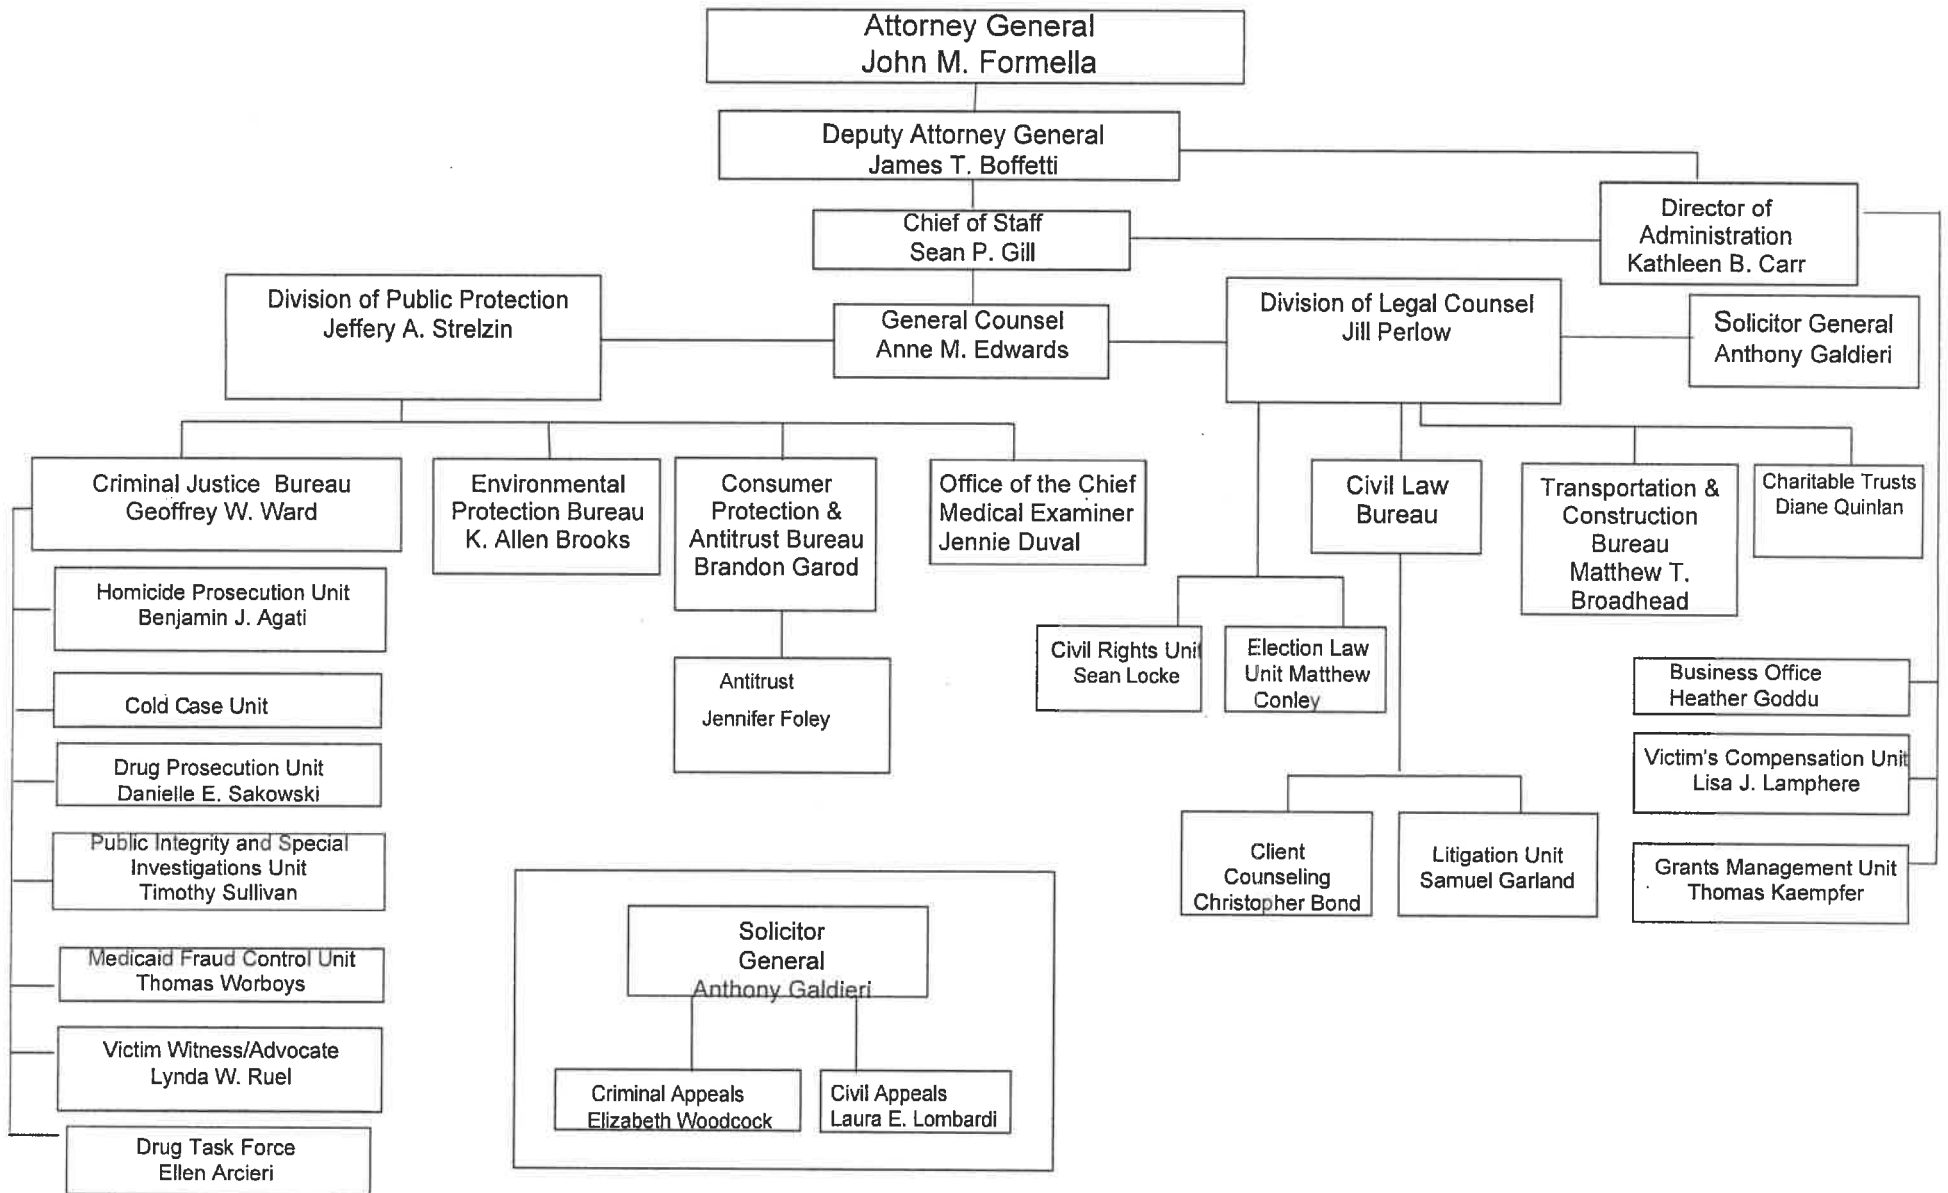 Attorney General
John M. Formella
Deputy Attorney General
James T. Boffetti
Chief of Staff
Sean P. Gill
Director of
Administration
Kathleen B. Carr
Division of Public Protection
Jeffery A. Strelzin
General Counsel
Anne M. Edwards
Division of Legal Counsel
Jill Perlow
Solicitor General
Anthony Galdieri
Criminal Justice Bureau
Geoffrey W. Ward
Environmental
Protection Bureau
K. Allen Brooks
Consumer
Protection &
Antitrust Bureau
Brandon Garod
Office of the Chief
Medical Examiner
Jennie Duval
Civil Law
Bureau
Transportation &
Construction
Bureau
Matthew T.
Broadhead
Charitable Trusts
Diane Quinlan
Homicide Prosecution Unit
Benjamin J. Agati
Cold Case Unit
Drug Prosecution Unit
Danielle E. Sakowski
Public Integrity and Special
Investigations Unit
Timothy Sullivan
Medicaid Fraud Control Unit
Thomas Worboys
Victim Witness/Advocate
Lynda W. Ruel
Drug Task Force
Ellen Arcieri
Antitrust
Jennifer Foley
Civil Rights Unit
Sean Locke
Election Law
Unit Matthew
Conley
Client
Counseling
Christopher Bond
Litigation Unit
Samuel Garland
Business Office
Heather Goddu
Victim's Compensation Unit
Lisa J. Lamphere
Grants Management Unit
Thomas Kaempfer
Solicitor
General
Anthony Galdieri
Criminal Appeals
Elizabeth Woodcock
Civil Appeals
Laura E. Lombardi